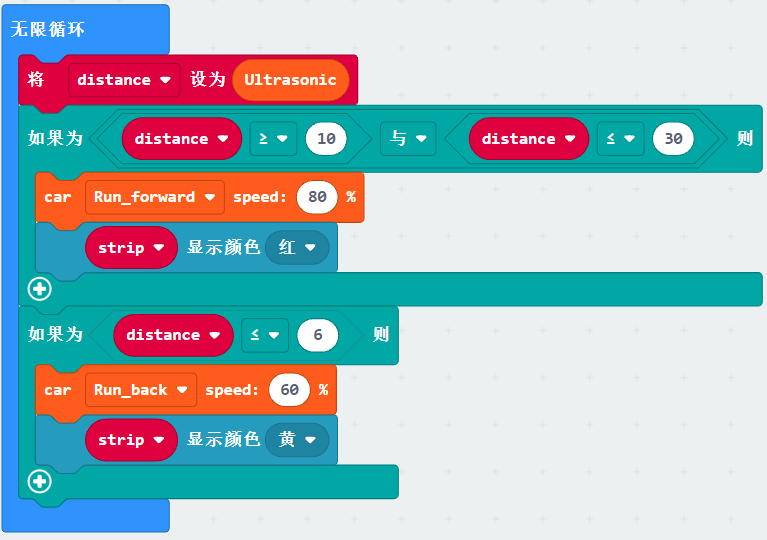 无限循环
将 distance 设为 Ultrasonic
如果为 distance ≥ 10 与 distance ≤ 30 则
car Run_forward speed: 80 %
strip 显示颜色 红
如果为 distance ≤ 6 则
car Run_back speed: 60 %
strip 显示颜色 黄